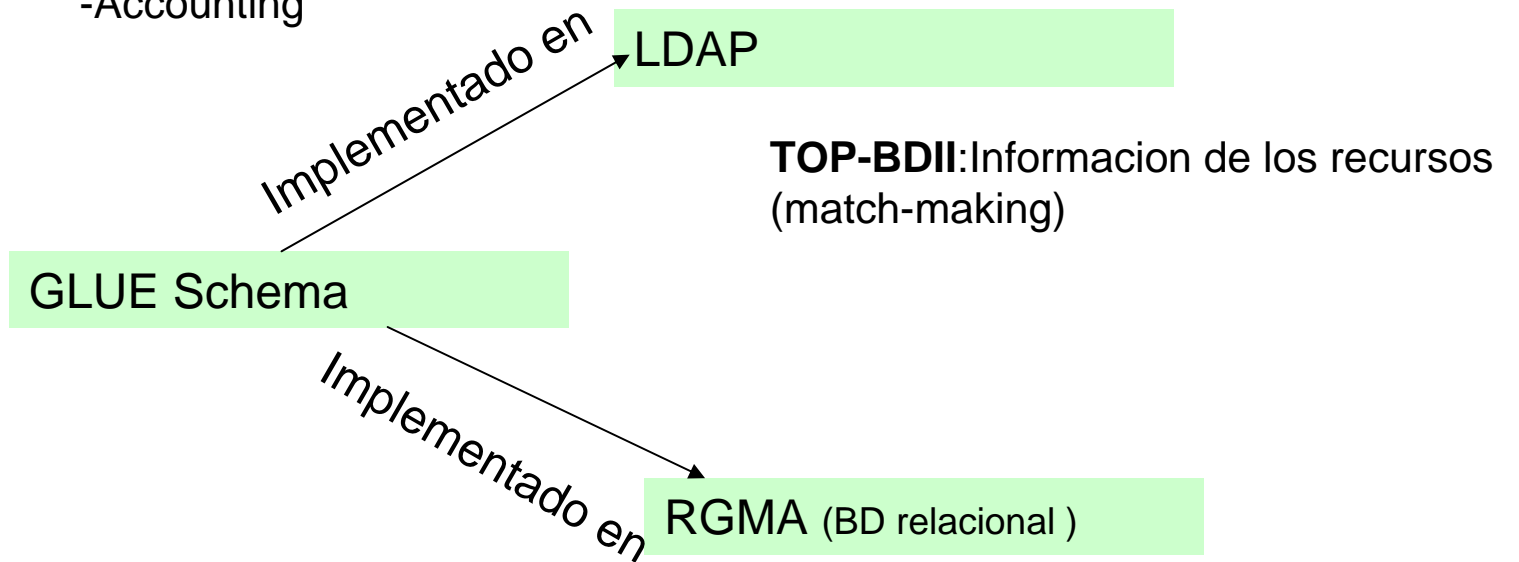 -Accounting
Implementado en
LDAP
TOP-BDII:Informacion de los recursos
(match-making)
GLUE Schema
Implementado en
RGMA (BD relacional )